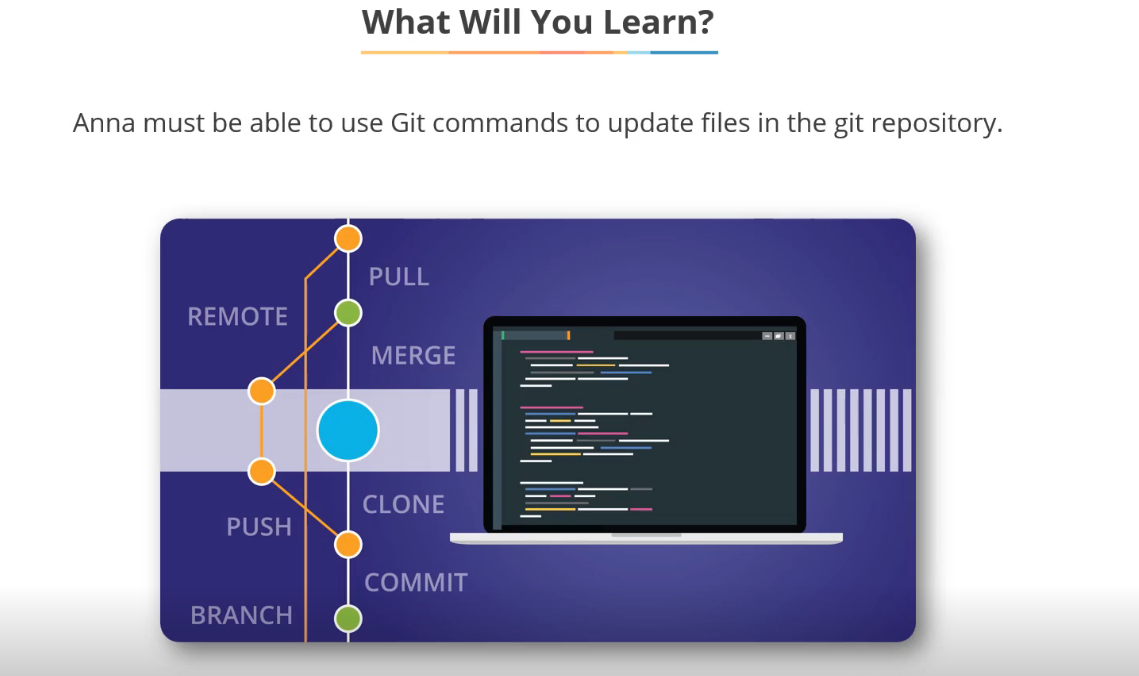 What Will You Learn?
Anna must be able to use Git commands to update files in the git repository.
PULL
REMOTE
MERGE
CLONE
PUSH
COMMIT
BRANCH